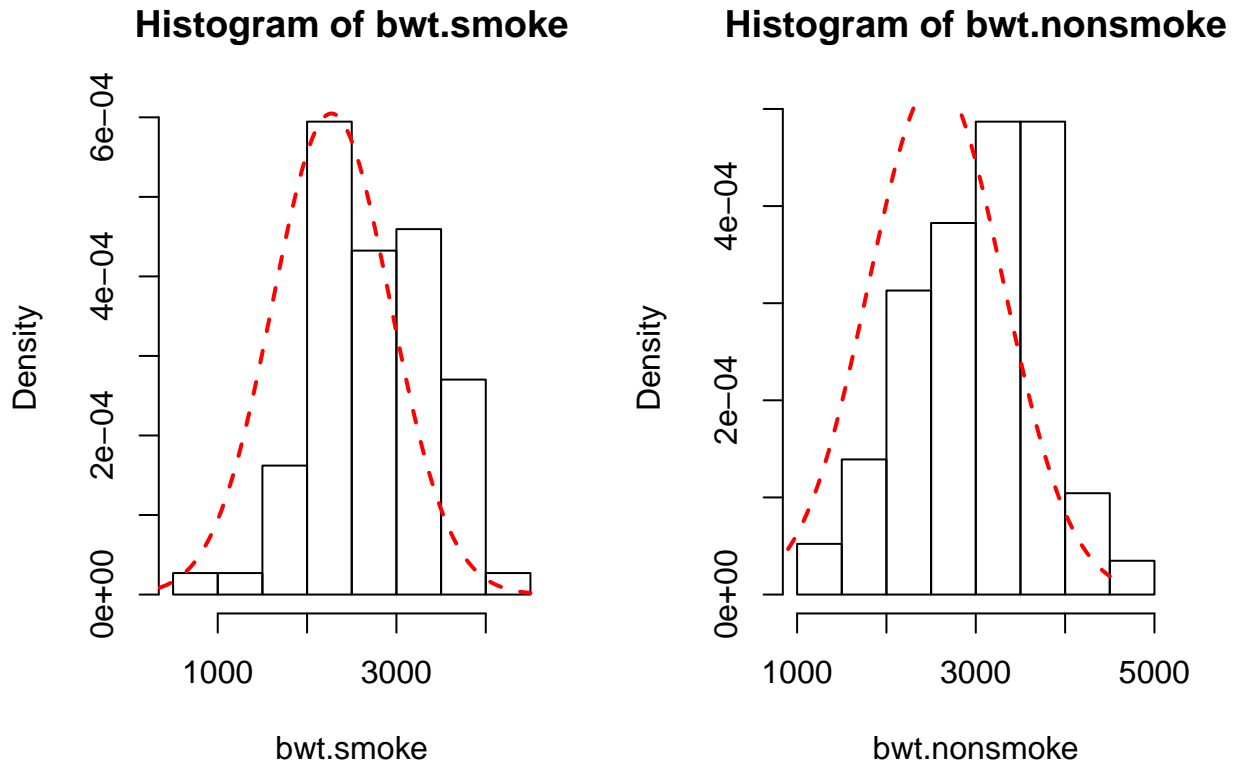 Histogram of bwt.smoke
Density
0e+00
2e−04
4e−04
6e−04
1000
3000
bwt.smoke
Histogram of bwt.nonsmoke
Density
0e+00
2e−04
4e−04
1000
3000
5000
bwt.nonsmoke